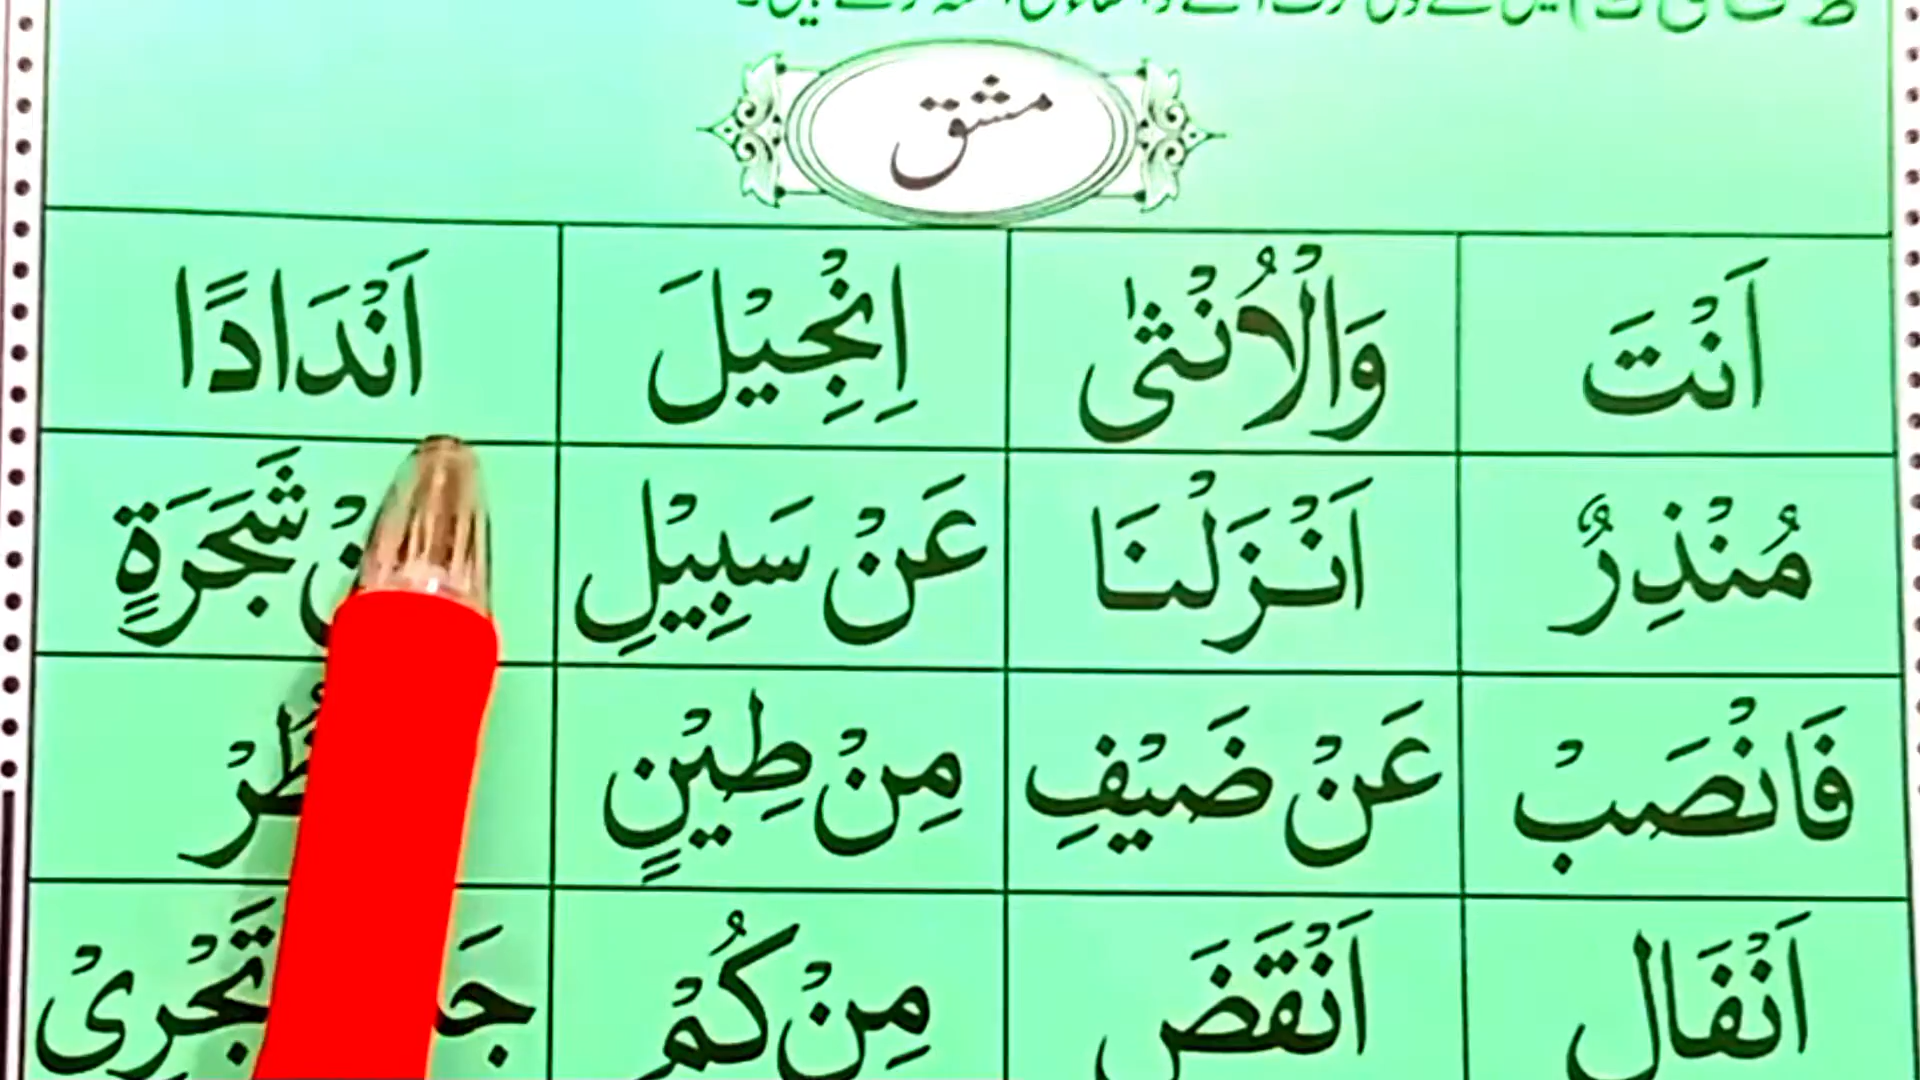 مشق
اَنْتَ وَالْاُنْثٰى اِنْجِيْلَ اَنْدَادًا
مُنْذِرٌ اَنْزَلْنَا عَنْ سَبِيْلِ شَجَرَةٍ
فَانْصَبْ عَنْ ضَيْفِ مِنْ طِيْنٍ
اَنْفَال اَنْقَضَ مِنْ كُمْ تَجْرِيْ